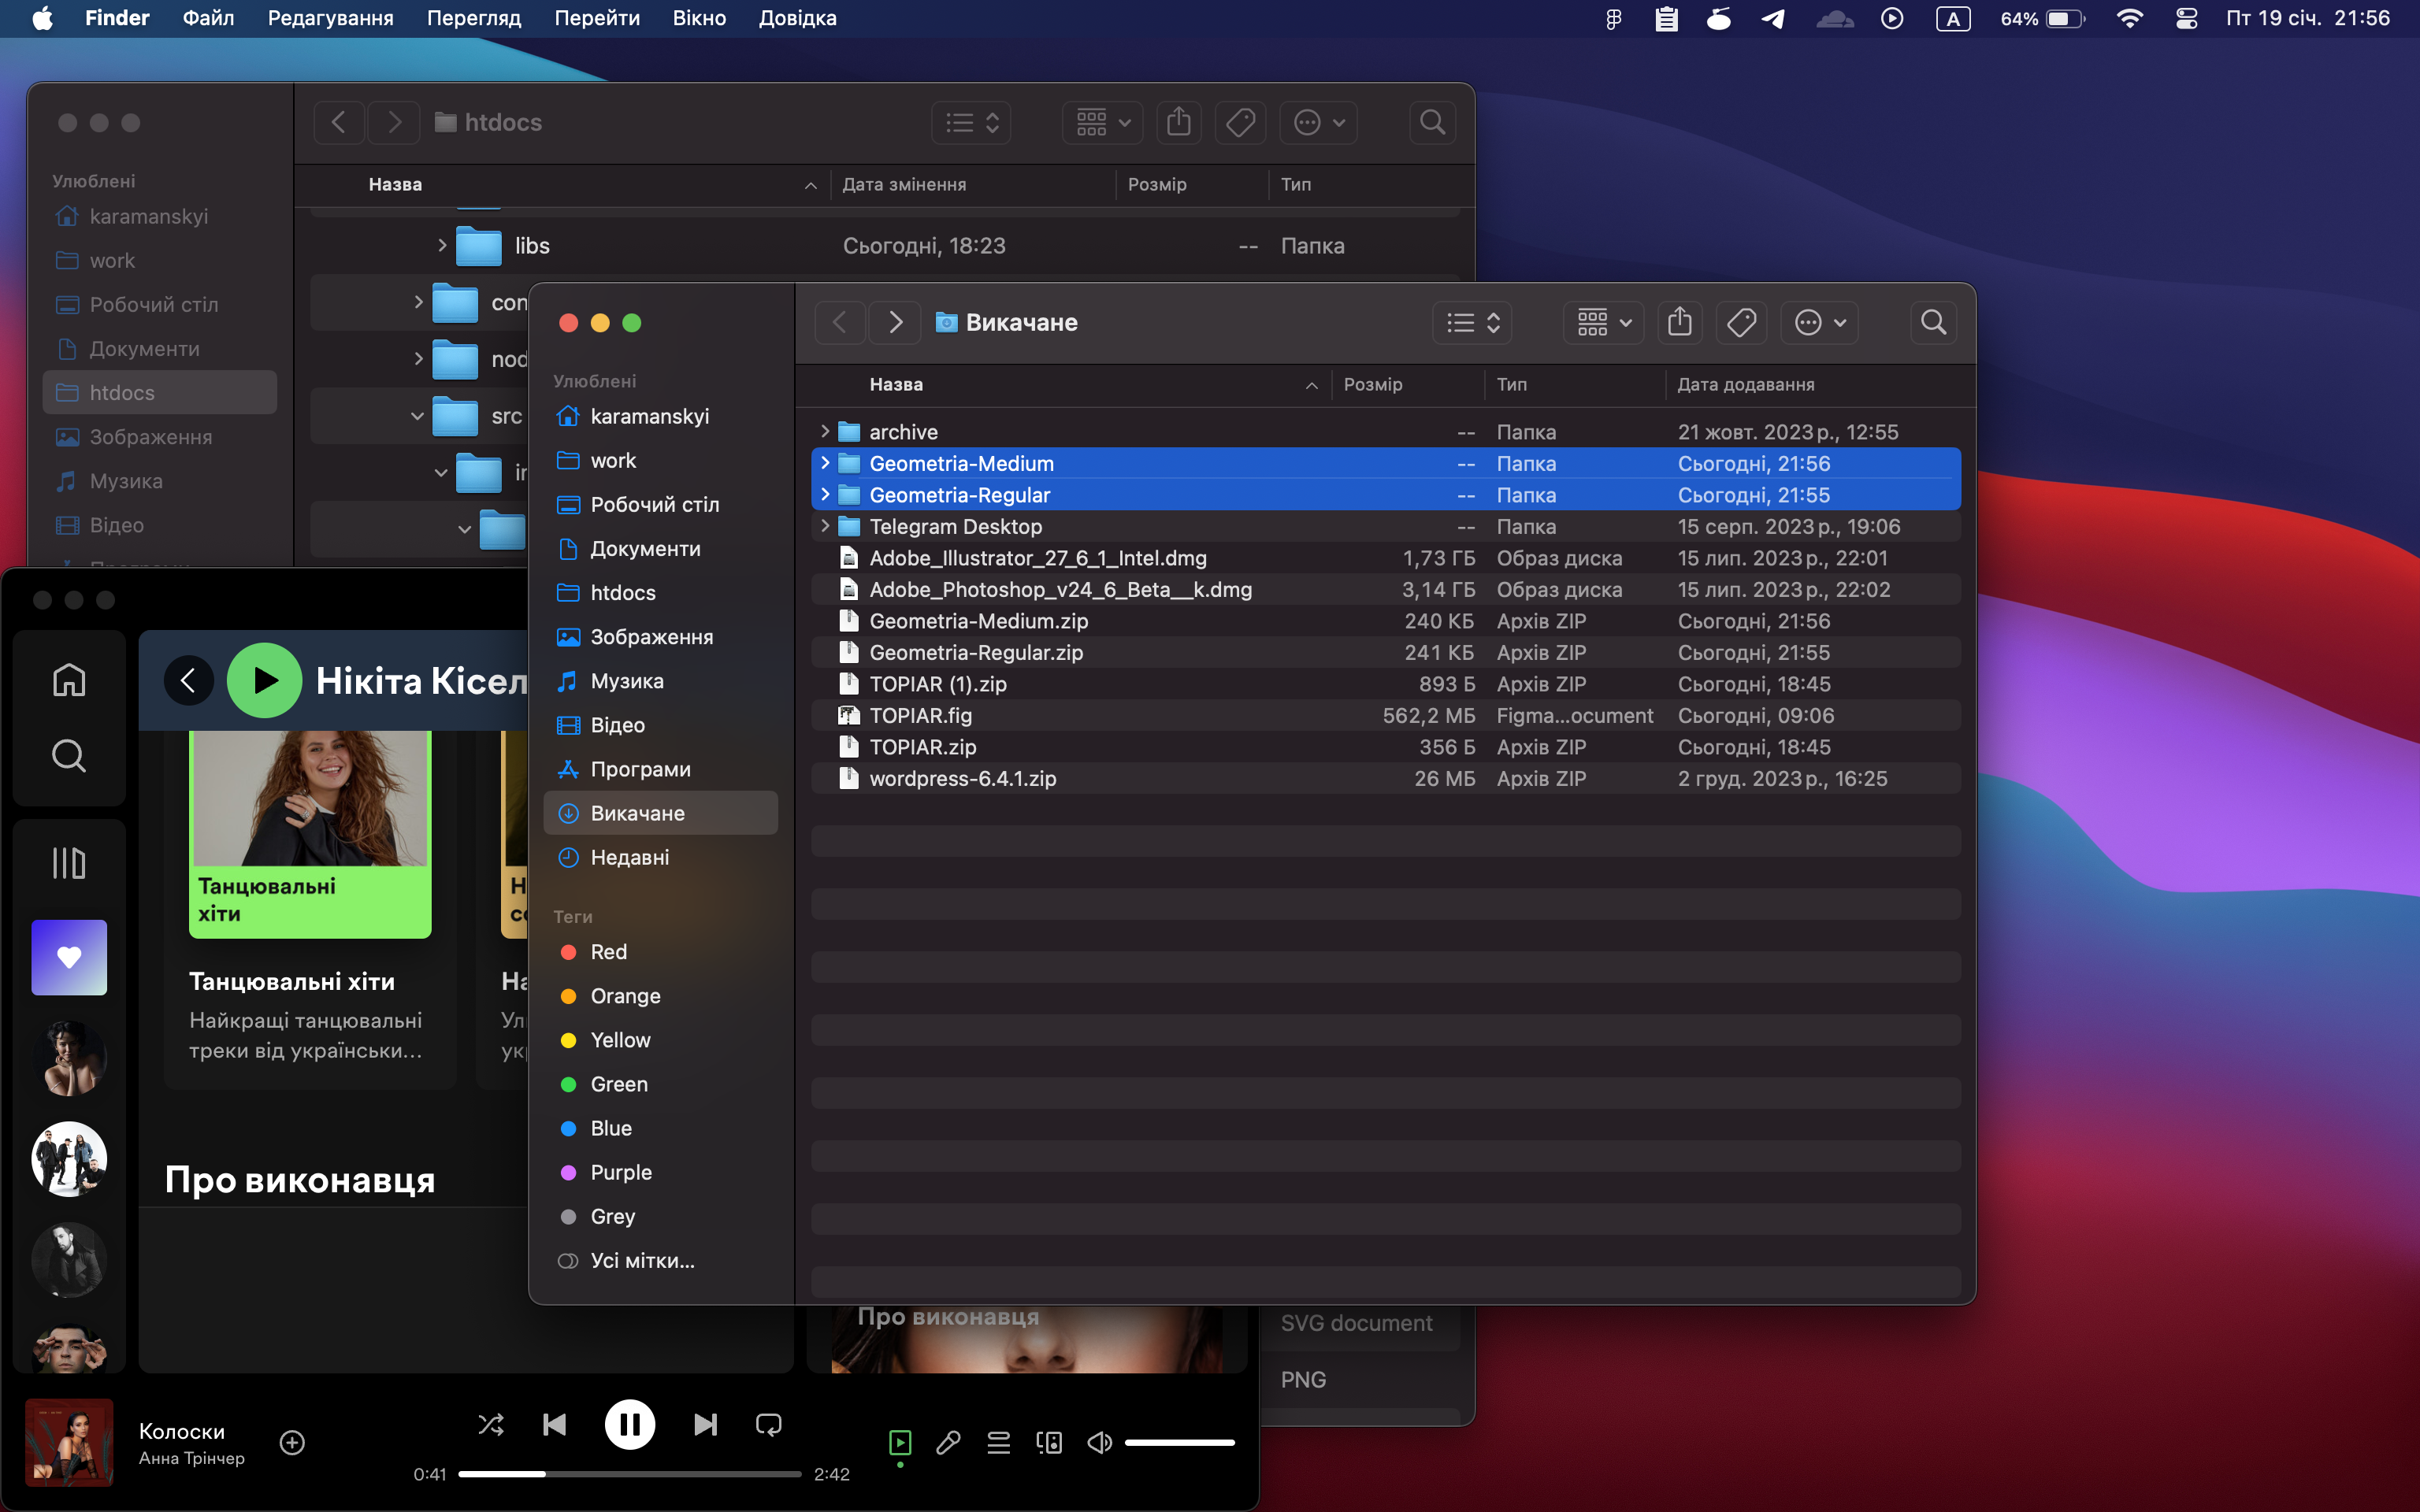 Finder Файл Редагування Перегляд Перейти Вікно Довідка
A 64% Пт 19 січ. 21:56
htdocs
Улюблені
karamanskyi
work
Робочий стіл
Документи
htdocs
Зображення
Музика
Відео
Назва Дата змінення Розмір Тип
libs Сьогодні, 18:23 -- Папка
con
nod
src
Викачане
Улюблені
karamanskyi
work
Робочий стіл
Документи
htdocs
Зображення
Музика
Відео
Програми
Викачане
Недавні
Теги
Red
Orange
Yellow
Green
Blue
Purple
Grey
Усі мітки...
Назва Розмір Тип Дата додавання
archive -- Папка 21 жовт. 2023 р., 12:55
Geometria-Medium -- Папка Сьогодні, 21:56
Geometria-Regular -- Папка Сьогодні, 21:55
Telegram Desktop -- Папка 15 серп. 2023 р., 19:06
Adobe_Illustrator_27_6_1_Intel.dmg 1,73 ГБ Образ диска 15 лип. 2023 р., 22:01
Adobe_Photoshop_v24_6_Beta__k.dmg 3,14 ГБ Образ диска 15 лип. 2023 р., 22:02
Geometria-Medium.zip 240 КБ Архів ZIP Сьогодні, 21:56
Geometria-Regular.zip 241 КБ Архів ZIP Сьогодні, 21:55
TOPIAR (1).zip 893 Б Архів ZIP Сьогодні, 18:45
TOPIAR.fig 562,2 МБ Figma...ocument Сьогодні, 09:06
TOPIAR.zip 356 Б Архів ZIP Сьогодні, 18:45
wordpress-6.4.1.zip 26 МБ Архів ZIP 2 груд. 2023 р., 16:25
SVG document
PNG
Нікіта Кісел
Танцювальні
хіти
Танцювальні хіти
Найкращі танцювальні
треки від українськи...
На
Про виконавця
Про виконавця
Колоски
Анна Трінчер
0:41 2:42